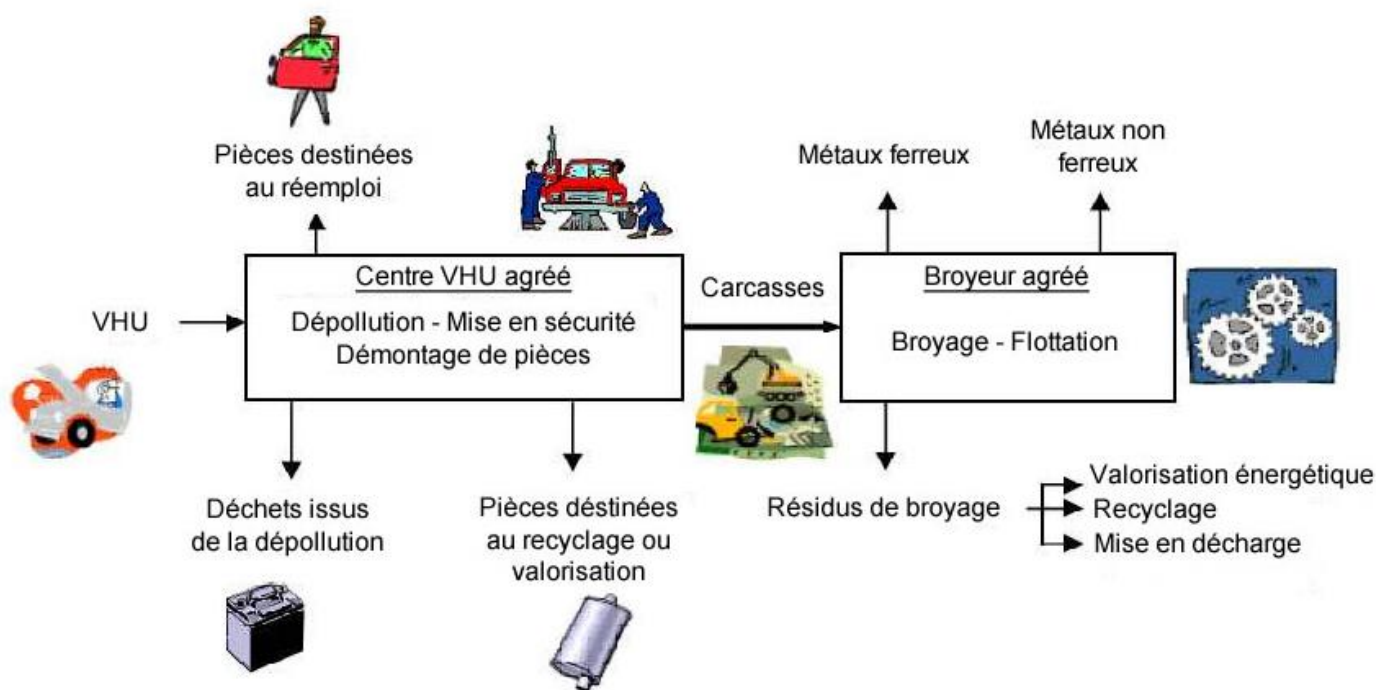 Pièces destinées
au réemploi
Métaux ferreux
Métaux non
ferreux
VHU
Centre VHU agréé
Dépollution - Mise en sécurité
Démontage de pièces
Carcasses
Broyeur agréé
Broyage - Flottation
Déchets issus
de la dépollution
Pièces déstinées
au recyclage ou
valorisation
Résidus de broyage
Valorisation énergétique
Recyclage
Mise en décharge